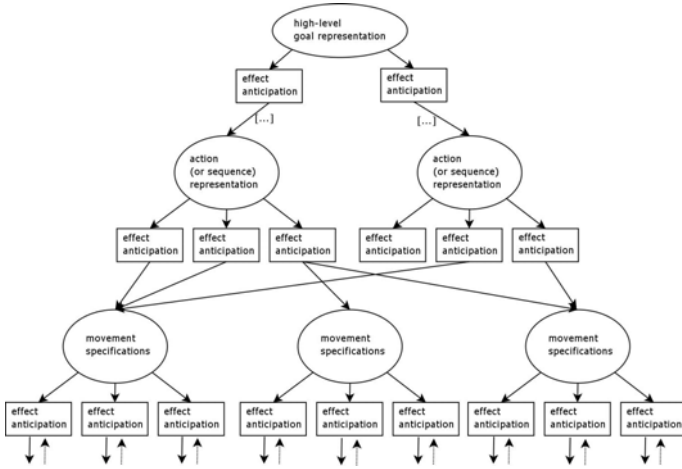 high-level
goal representation
effect
anticipation
effect
anticipation
[...]
[...]
action
(or sequence)
representation
action
(or sequence)
representation
effect
anticipation
effect
anticipation
effect
anticipation
effect
anticipation
effect
anticipation
effect
anticipation
movement
specifications
movement
specifications
movement
specifications
effect
anticipation
effect
anticipation
effect
anticipation
effect
anticipation
effect
anticipation
effect
anticipation
effect
anticipation
effect
anticipation
effect
anticipation